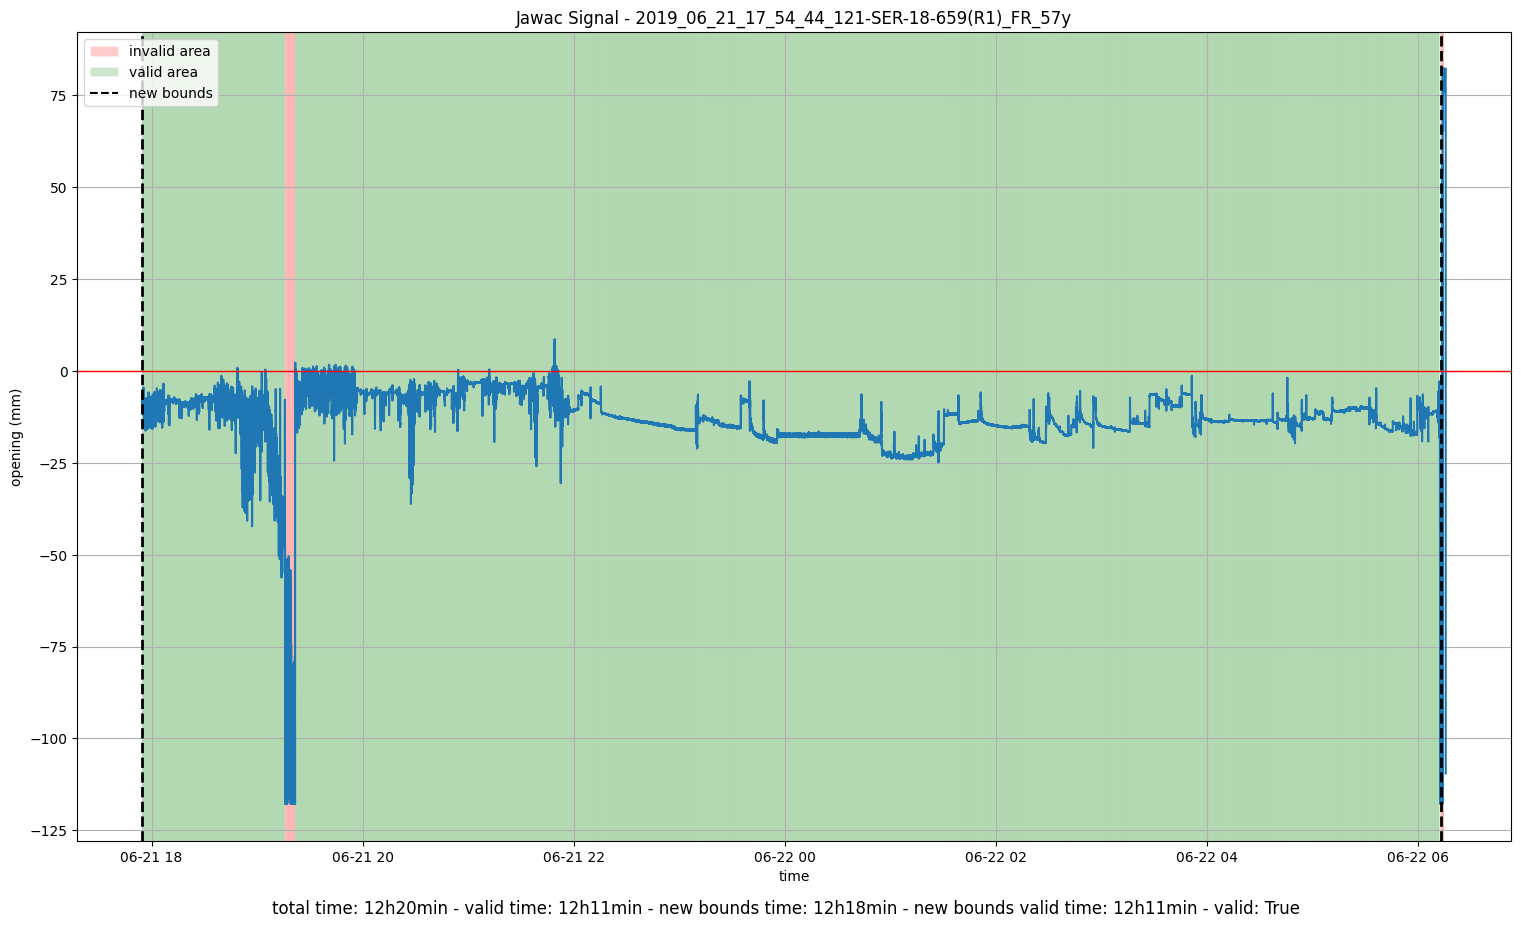 Jawac Signal - 2019_06_21_17_54_44_121-SER-18-659(R1)_FR_57y
invalid area
valid area
new bounds
75
50
25
0
−25
−50
−75
−100
−125
opening (mm)
06-21 18
06-21 20
06-21 22
06-22 00
06-22 02
06-22 04
06-22 06
time
total time: 12h20min - valid time: 12h11min - new bounds time: 12h18min - new bounds valid time: 12h11min - valid: True